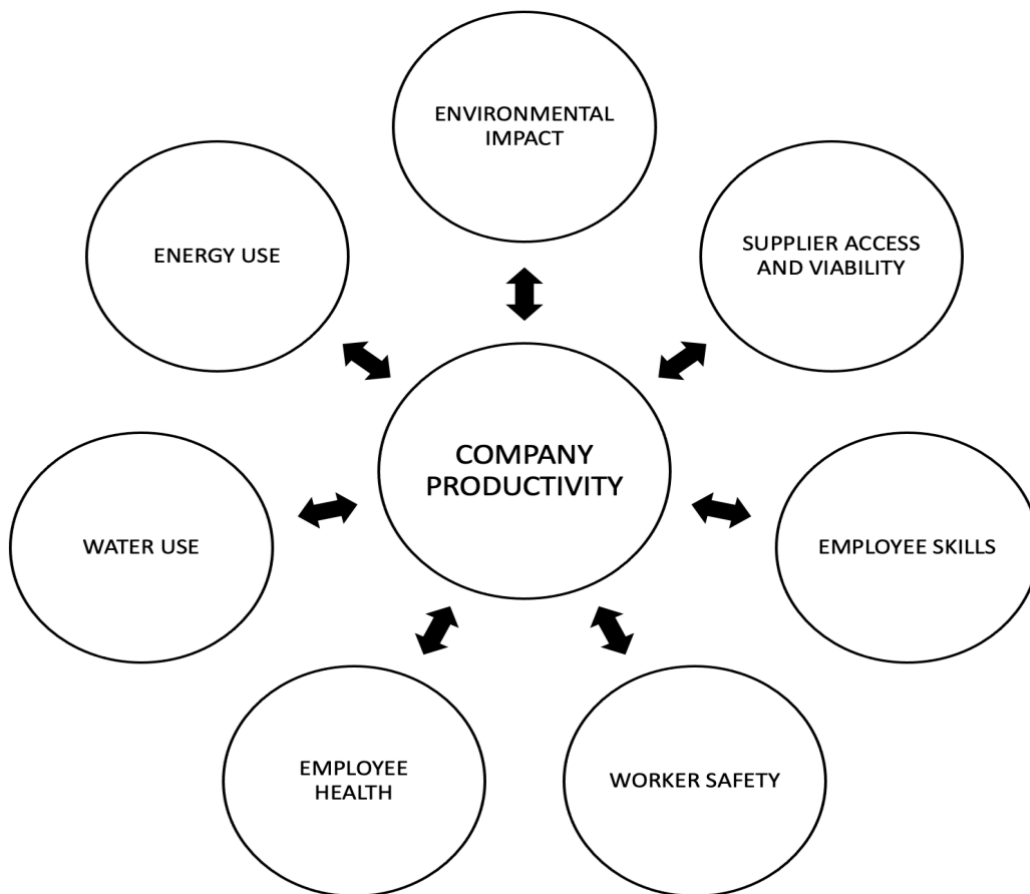 ENVIRONMENTAL
IMPACT
SUPPLIER ACCESS
AND VIABILITY
ENERGY USE
COMPANY
PRODUCTIVITY
WATER USE
EMPLOYEE SKILLS
EMPLOYEE
HEALTH
WORKER SAFETY